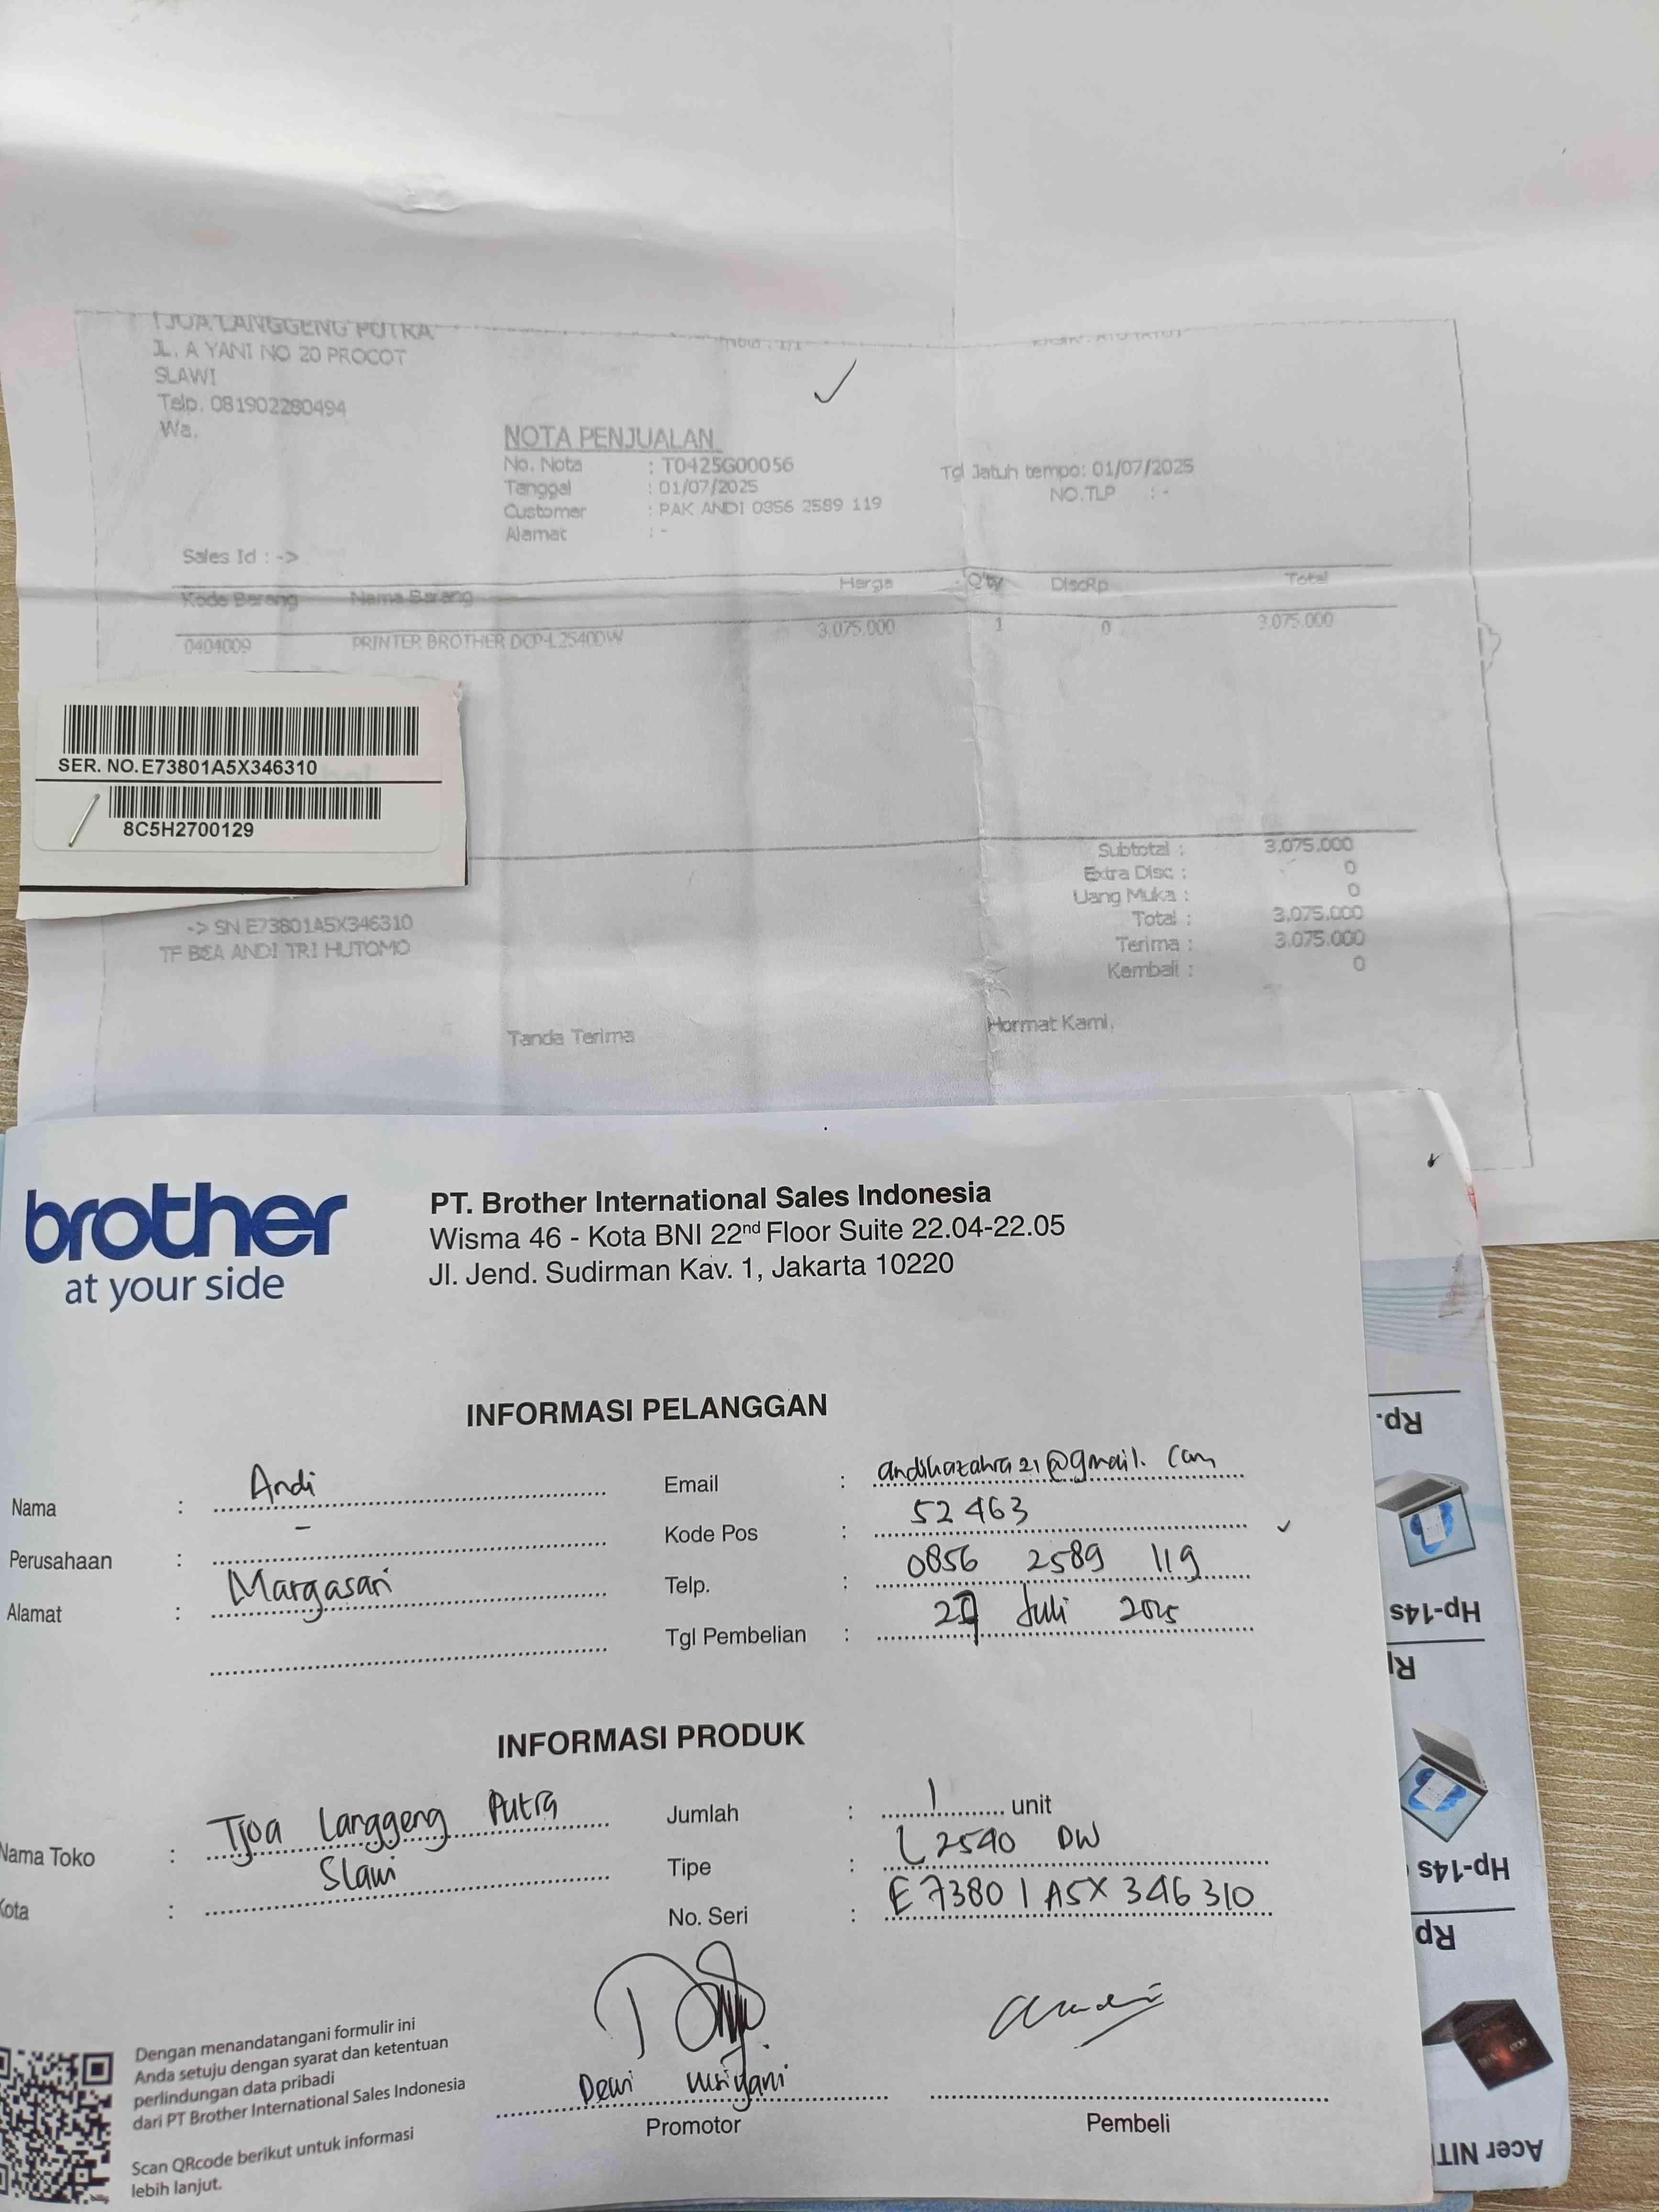 TJOA LANGGENG PUTRA
JL. A YANI NO 20 PROCOT
SLAWI
Telp. 081902280494
Wa.
NOTA PENJUALAN
No. Nota : T0425G00056
Tanggal : 01/07/2025
Customer : PAK ANDI 0856 2589 119
Alamat : -
Tgl Jatuh tempo: 01/07/2025
NO.TLP : -
Sales Id : ->
Kode Barang Nama Barang Harga Q'ty DiscRp Total
0404009 PRINTER BROTHER DCP-L2540DW 3,075.000 1 0 3,075.000
SER. NO. E73801A5X346310
8C5H2700129
Subtotal : 3,075.000
Extra Disc : 0
Uang Muka : 0
Total : 3,075.000
Terima : 3,075.000
Kembali : 0
-> SN E73801A5X346310
TF BCA ANDI TRI HUTOMO
Tanda Terima
Hormat Kami,
brother
at your side
PT. Brother International Sales Indonesia
Wisma 46 - Kota BNI 22nd Floor Suite 22.04-22.05
Jl. Jend. Sudirman Kav. 1, Jakarta 10220
INFORMASI PELANGGAN
Nama : Andi
Perusahaan : -
Alamat : Margasari
Email : @gmail.com
Kode Pos : 52463
Telp. : 0856 2589 119
Tgl Pembelian : Juli 2025
INFORMASI PRODUK
Nama Toko : Tjoa Langgeng Putra
Kota : Slawi
Jumlah : 1 unit
Tipe : L2540 DW
No. Seri : E73801A5X346310
Dewi
Promotor
Pembeli
Dengan menandatangani formulir ini
Anda setuju dengan syarat dan ketentuan
perlindungan data pribadi
dari PT Brother International Sales Indonesia
Scan QRcode berikut untuk informasi
lebih lanjut.
Rp.
Hp-14s
Hp-14s
Rp
Acer NIT